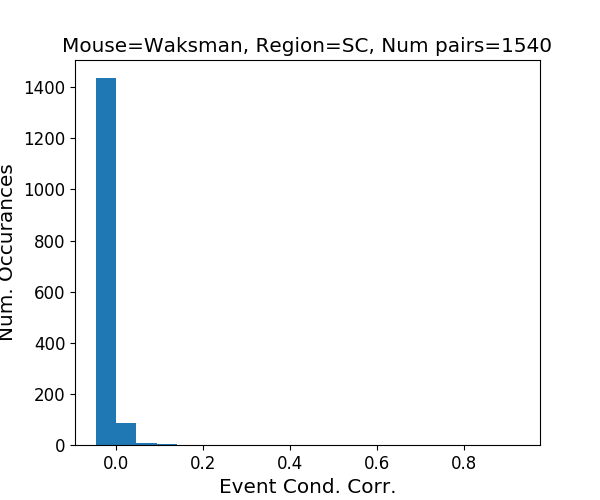 Mouse=Waksman, Region=SC, Num pairs=1540
Num. Occurances
1400
1200
1000
800
600
400
200
0
0.0 0.2 0.4 0.6 0.8
Event Cond. Corr.